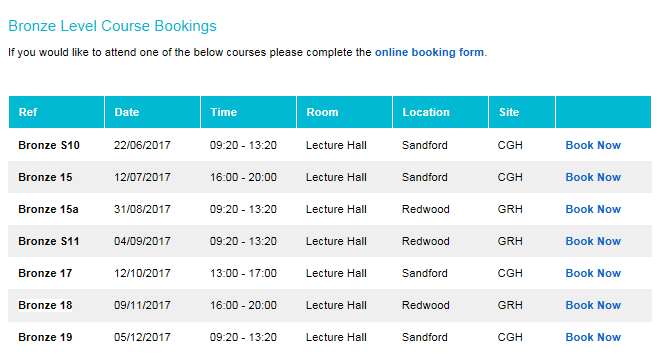 Bronze Level Course Bookings
If you would like to attend one of the below courses please complete the online booking form.
Ref Date Time Room Location Site
Bronze S10 22/06/2017 09:20 - 13:20 Lecture Hall Sandford CGH Book Now
Bronze 15 12/07/2017 16:00 - 20:00 Lecture Hall Sandford CGH Book Now
Bronze 15a 31/08/2017 09:20 - 13:20 Lecture Hall Redwood GRH Book Now
Bronze S11 04/09/2017 09:20 - 13:20 Lecture Hall Redwood GRH Book Now
Bronze 17 12/10/2017 13:00 - 17:00 Lecture Hall Sandford CGH Book Now
Bronze 18 09/11/2017 16:00 - 20:00 Lecture Hall Redwood GRH Book Now
Bronze 19 05/12/2017 09:20 - 13:20 Lecture Hall Sandford CGH Book Now